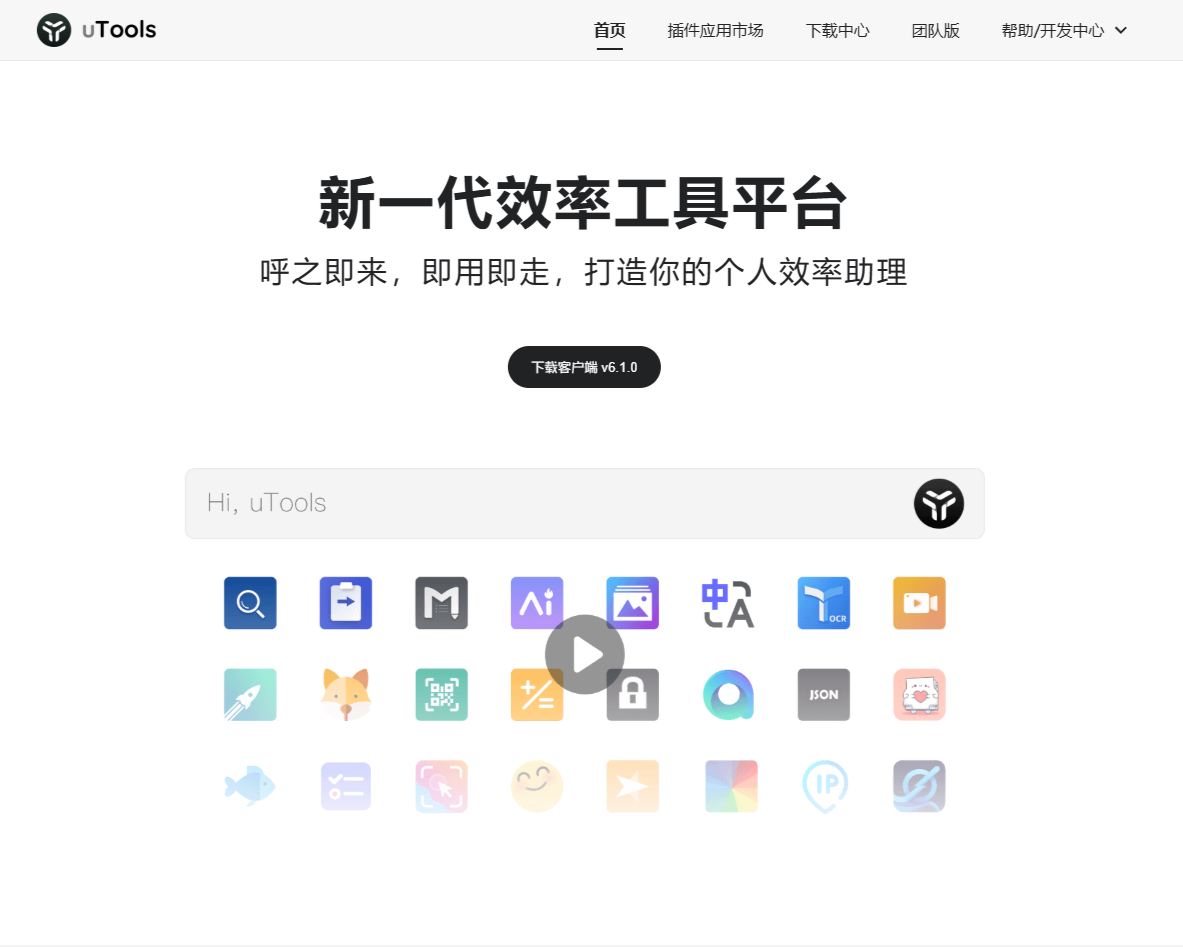 uTools
首页
插件应用市场
下载中心
团队版
帮助/开发中心
新一代效率工具平台
呼之即来，即用即走，打造你的个人效率助理
下载客户端 v6.1.0
Hi, uTools
Ai
中A
OCR
JSON
IP